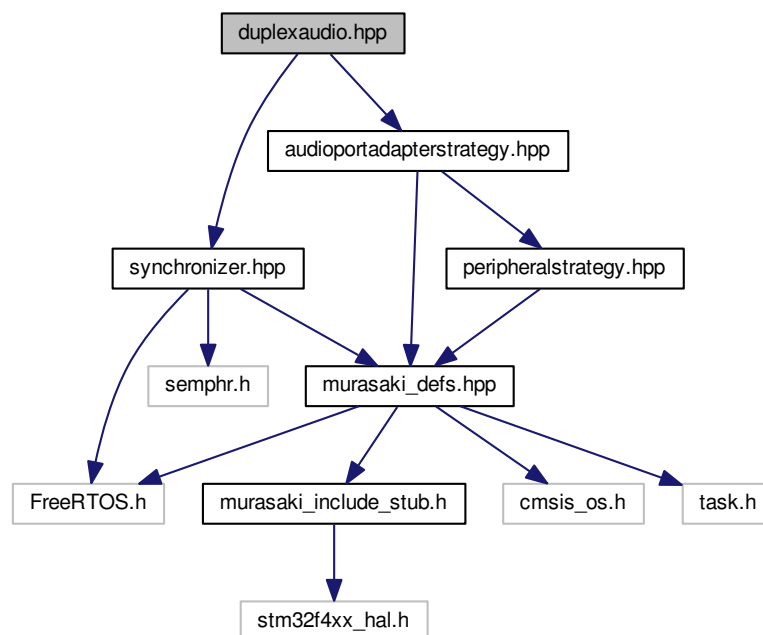 duplexaudio.hpp
audioportadapterstrategy.hpp
synchronizer.hpp
peripheralstrategy.hpp
semphr.h
murasaki_defs.hpp
FreeRTOS.h
murasaki_include_stub.h
cmsis_os.h
task.h
stm32f4xx_hal.h